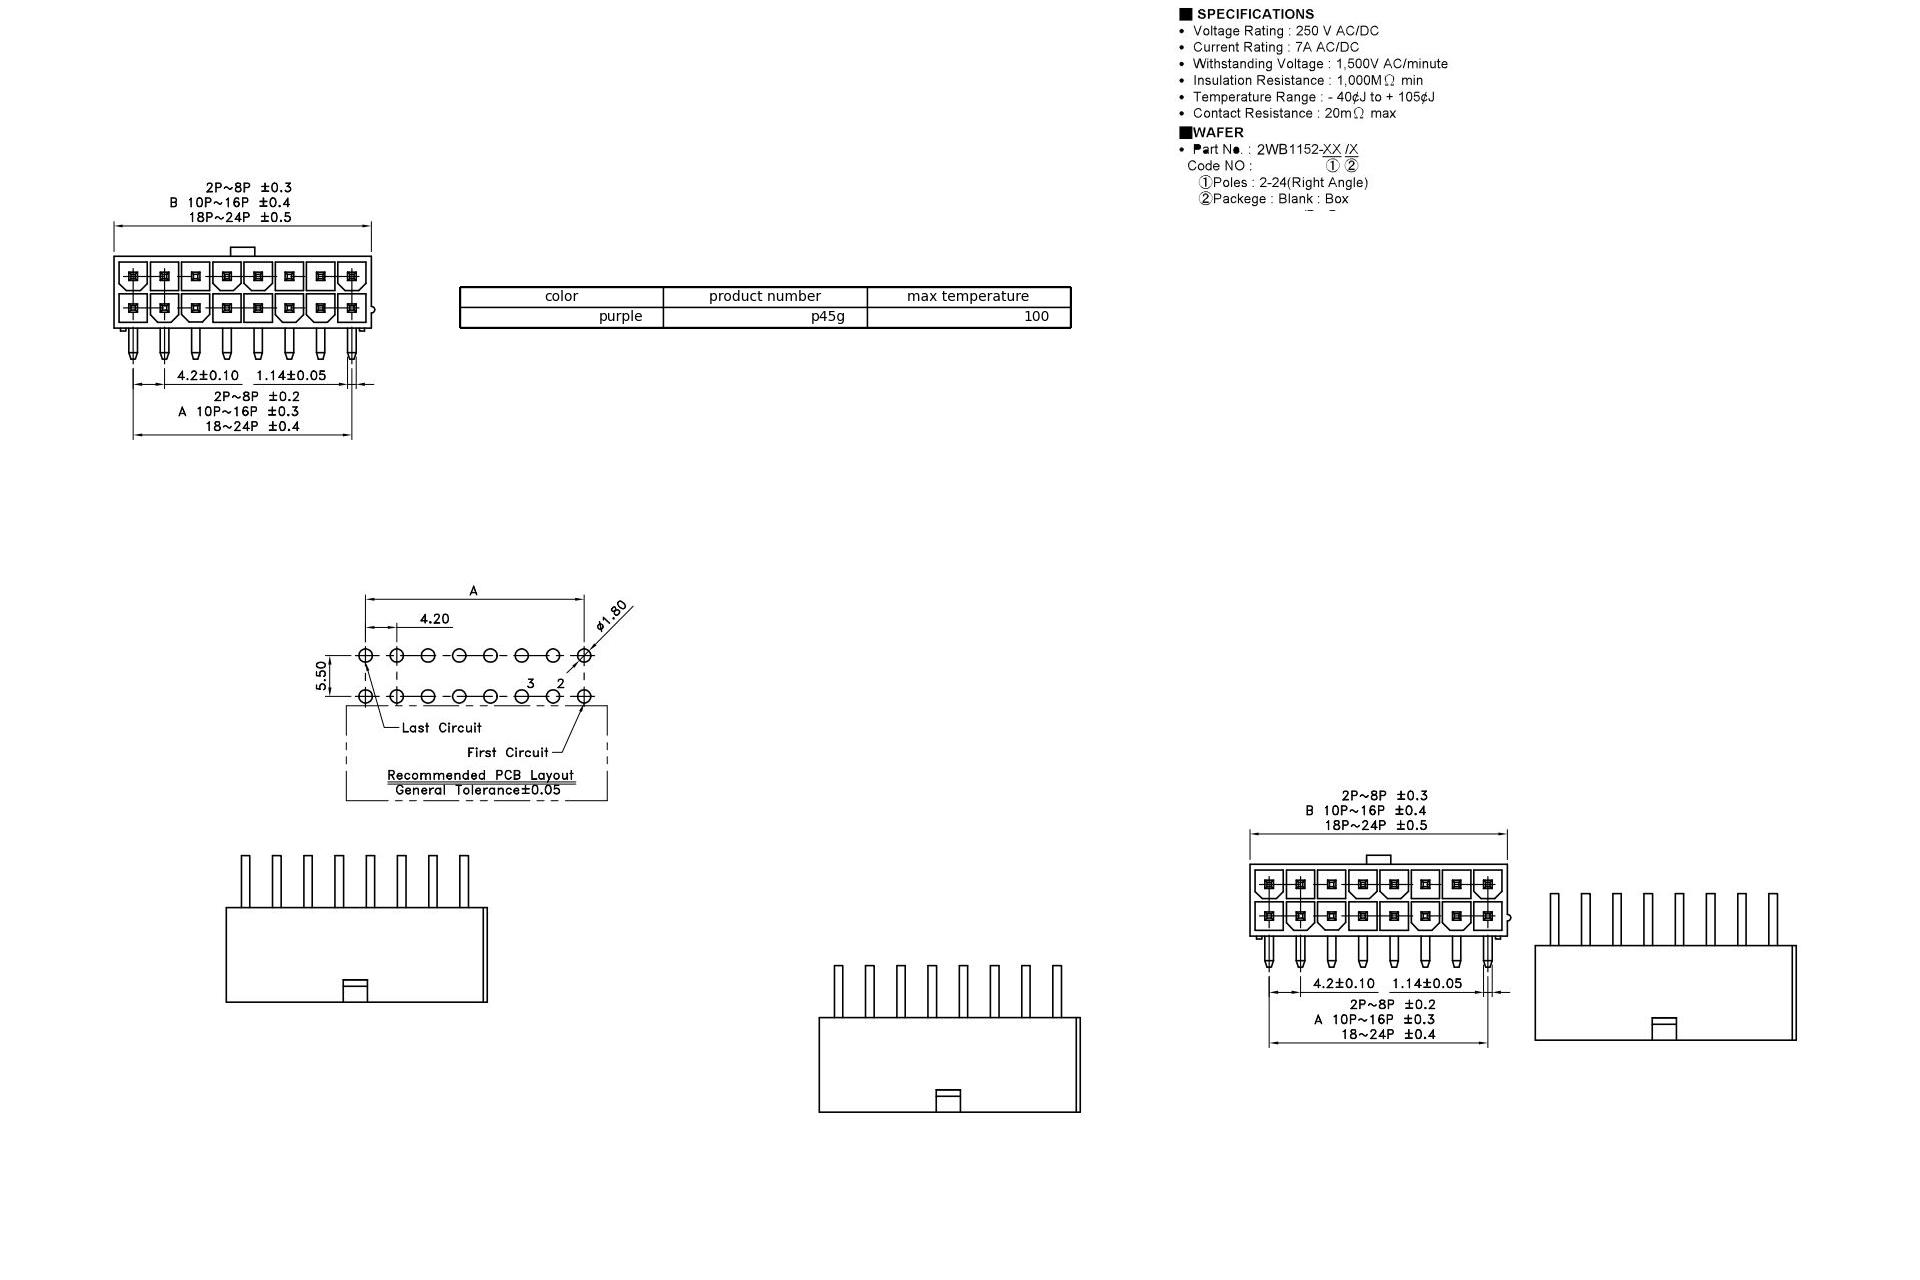 ■ SPECIFICATIONS
• Voltage Rating : 250 V AC/DC
• Current Rating : 7A AC/DC
• Withstanding Voltage : 1,500V AC/minute
• Insulation Resistance : 1,000MΩ min
• Temperature Range : - 40¢J to + 105¢J
• Contact Resistance : 20mΩ max
■WAFER
• Part No. : 2WB1152-XX /X
Code NO : ① ②
①Poles : 2-24(Right Angle)
②Packege : Blank : Box
2P~8P ±0.3
B 10P~16P ±0.4
18P~24P ±0.5
4.2±0.10 1.14±0.05
2P~8P ±0.2
A 10P~16P ±0.3
18~24P ±0.4
color product number max temperature
purple p45g 100
A
4.20
ø1.80
5.50
3 2
Last Circuit
First Circuit
Recommended PCB Layout
General Tolerance±0.05
2P~8P ±0.3
B 10P~16P ±0.4
18P~24P ±0.5
4.2±0.10 1.14±0.05
2P~8P ±0.2
A 10P~16P ±0.3
18~24P ±0.4